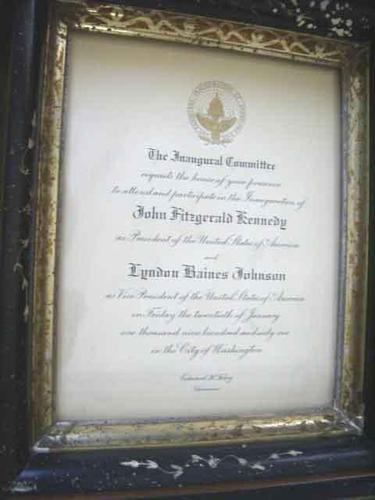 The Inaugural Committee
requests the honor of your presence
to attend and participate in the Inauguration of
John Fitzgerald Kennedy
as President of the United States of America
and
Lyndon Baines Johnson
as Vice President of the United States of America
on Friday the twentieth of January
one thousand nine hundred and sixty one
in the City of Washington
Edward H. Foley
Chairman